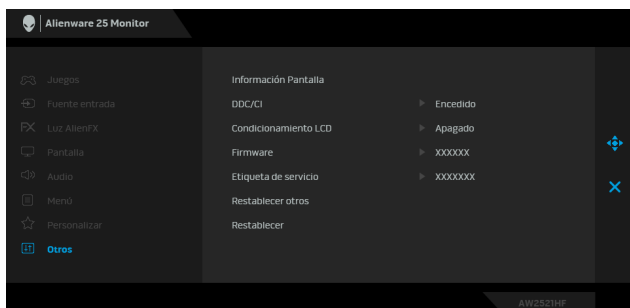 Alienware 25 Monitor
Juegos
Fuente entrada
FX Luz AlienFX
Pantalla
Audio
Menú
Personalizar
Otros
Información Pantalla
DDC/CI Encedido
Condicionamiento LCD Apagado
Firmware XXXXXX
Etiqueta de servicio XXXXXXX
Restablecer otros
Restablecer
AW2521HF